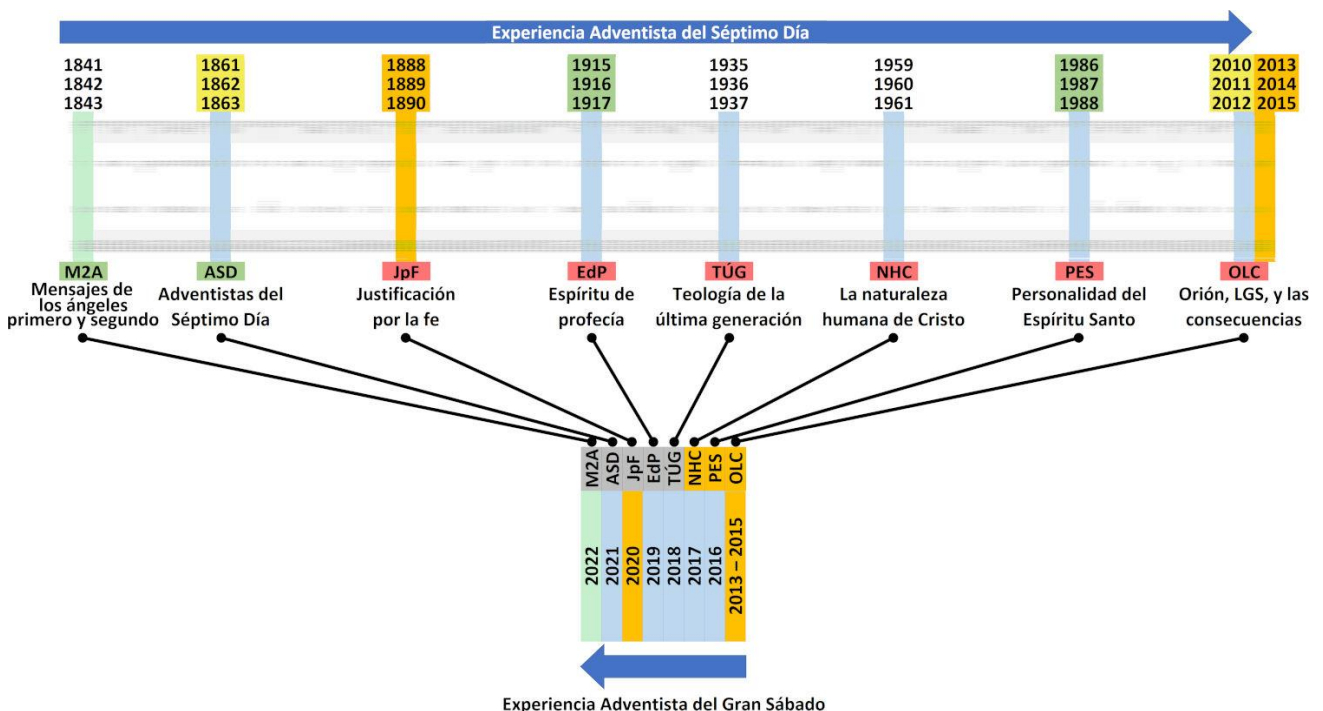 Experiencia Adventista del Séptimo Día
1841 1861 1888 1915 1935 1959 1986 2010 2013
1842 1862 1889 1916 1936 1960 1987 2011 2014
1843 1863 1890 1917 1937 1961 1988 2012 2015
M2A ASD JpF EdP TÚG NHC PES OLC
Mensajes de
los ángeles
primero y segundo
Adventistas del
Séptimo Día
Justificación
por la fe
Espíritu de
profecía
Teología de la
última generación
La naturaleza
humana de Cristo
Personalidad del
Espíritu Santo
Orión, LGS, y las
consecuencias
M2A ASD JpF EdP TÚG NHC PES OLC
2022 2021 2020 2019 2018 2017 2016 2013 – 2015
Experiencia Adventista del Gran Sábado